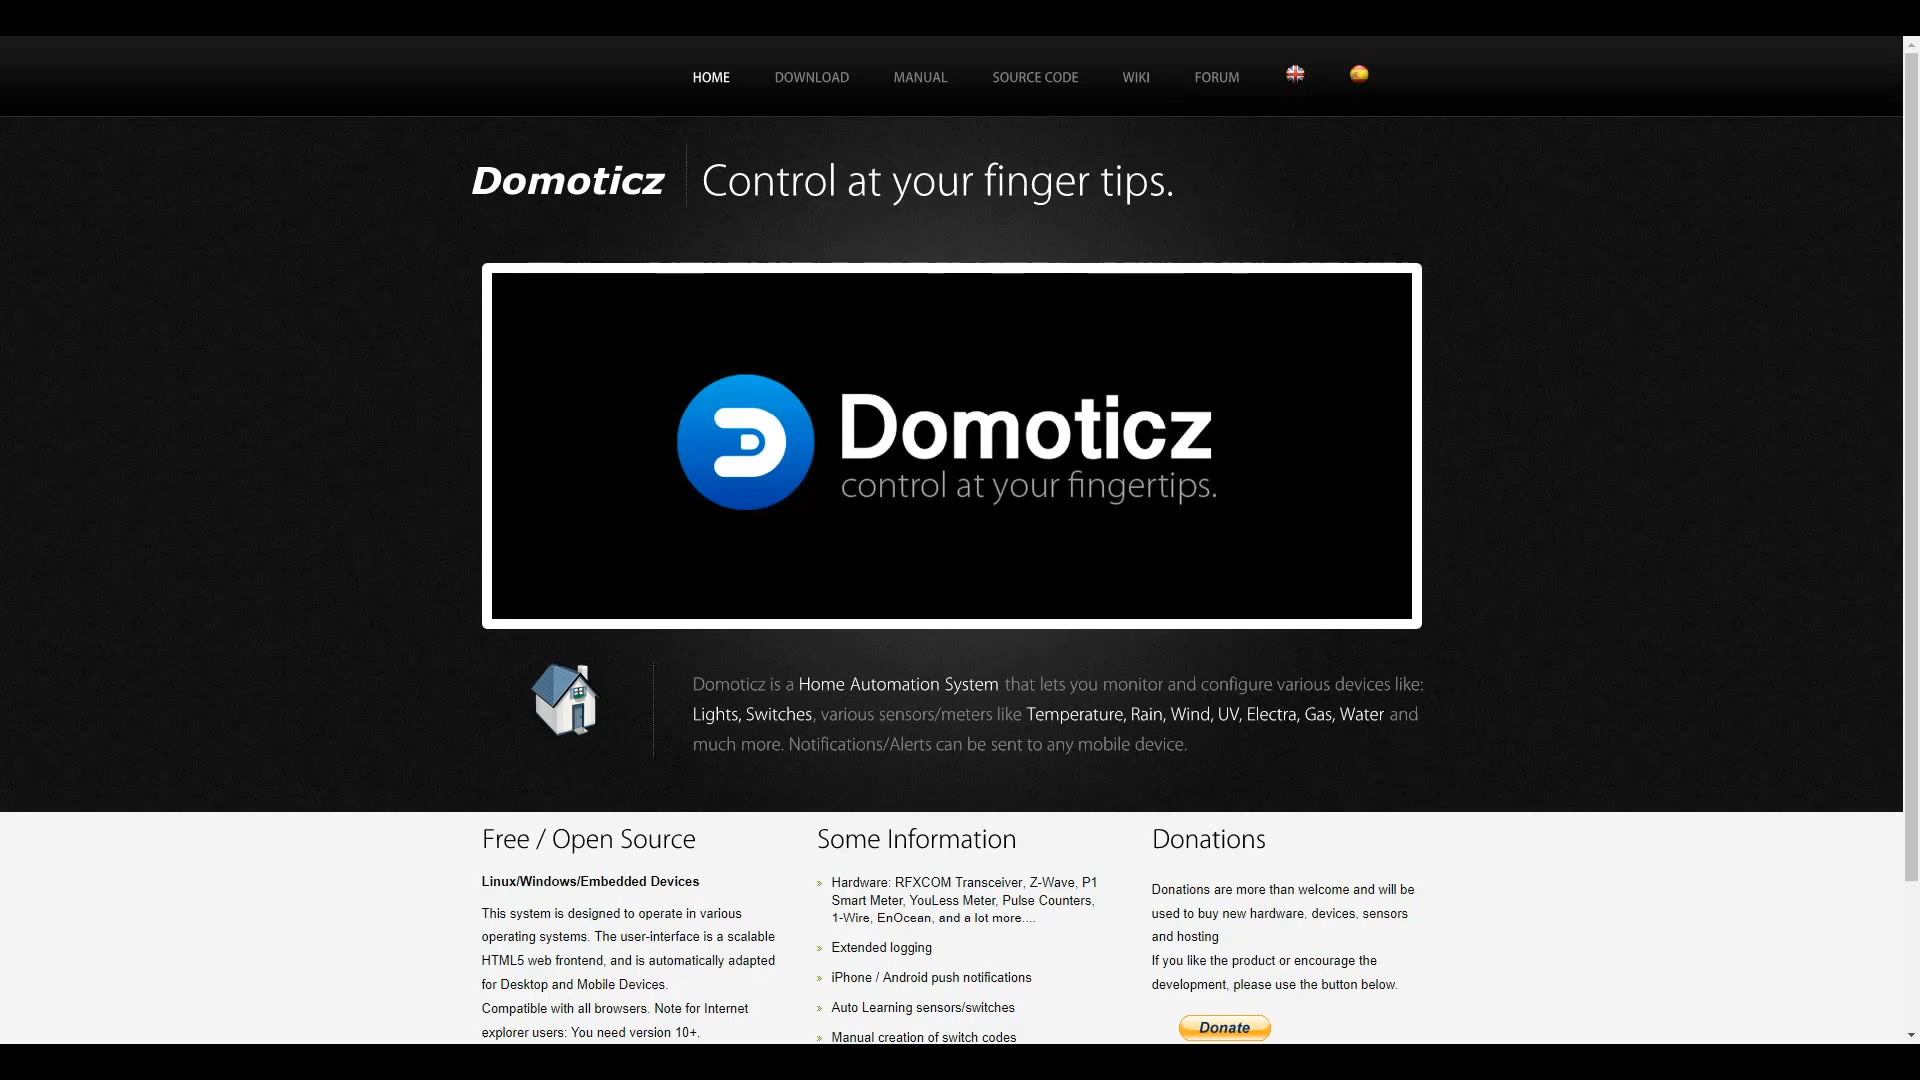 HOME DOWNLOAD MANUAL SOURCE CODE WIKI FORUM
Domoticz
Control at your finger tips.
Domoticz
control at your fingertips.
Domoticz is a Home Automation System that lets you monitor and configure various devices like:
Lights, Switches, various sensors/meters like Temperature, Rain, Wind, UV, Electra, Gas, Water and
much more. Notifications/Alerts can be sent to any mobile device.
Free / Open Source
Linux/Windows/Embedded Devices
This system is designed to operate in various
operating systems. The user-interface is a scalable
HTML5 web frontend, and is automatically adapted
for Desktop and Mobile Devices.
Compatible with all browsers. Note for Internet
explorer users: You need version 10+.
Some Information
» Hardware: RFXCOM Transceiver, Z-Wave, P1
Smart Meter, YouLess Meter, Pulse Counters,
1-Wire, EnOcean, and a lot more....
» Extended logging
» iPhone / Android push notifications
» Auto Learning sensors/switches
» Manual creation of switch codes
Donations
Donations are more than welcome and will be
used to buy new hardware, devices, sensors
and hosting
If you like the product or encourage the
development, please use the button below.
Donate